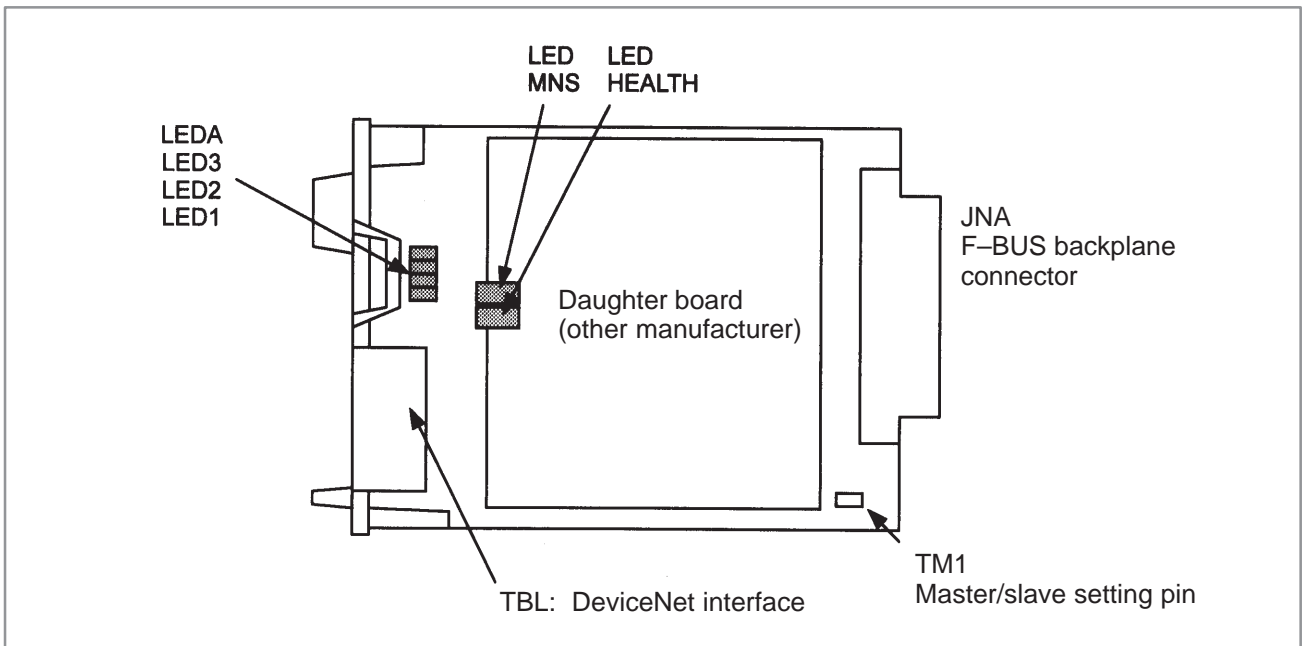 LED LED
MNS HEALTH
LEDA
LED3
LED2
LED1
JNA
F–BUS backplane
connector
Daughter board
(other manufacturer)
TM1
Master/slave setting pin
TBL: DeviceNet interface